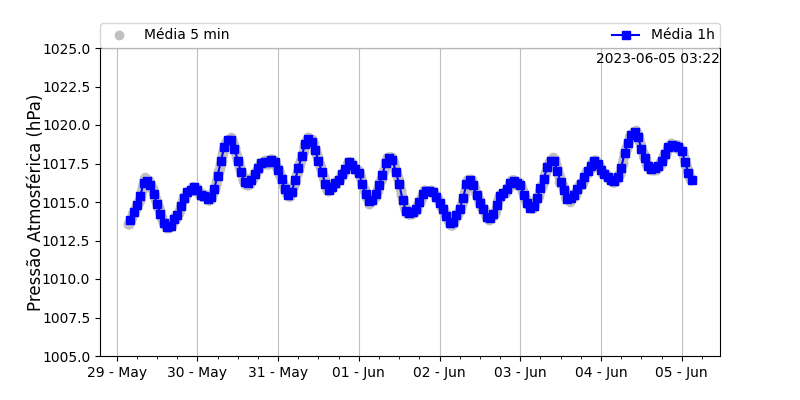 Média 5 min
Média 1h
2023-06-05 03:22
Pressão Atmosférica (hPa)
1025.0
1022.5
1020.0
1017.5
1015.0
1012.5
1010.0
1007.5
1005.0
29 - May
30 - May
31 - May
01 - Jun
02 - Jun
03 - Jun
04 - Jun
05 - Jun